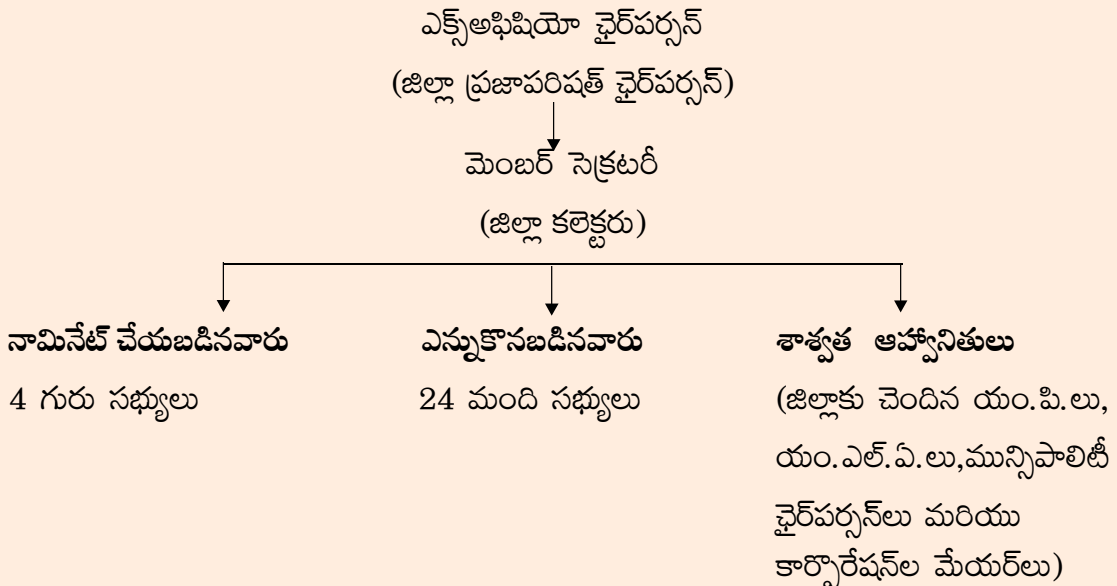 ఎక్స్అఫిషియో ఛైర్‌పర్సన్
(జిల్లా ప్రజాపరిషత్ ఛైర్‌పర్సన్)
మెంబర్ సెక్రటరీ
(జిల్లా కలెక్టరు)
నామినేట్ చేయబడినవారు
4 గురు సభ్యులు
ఎన్నుకొనబడినవారు
24 మంది సభ్యులు
శాశ్వత ఆహ్వానితులు
(జిల్లాకు చెందిన యం.పి.లు,
యం.ఎల్.ఏ.లు,మున్సిపాలిటీ
ఛైర్‌పర్సన్‌లు మరియు
కార్పొరేషన్‌ల మేయర్‌లు)